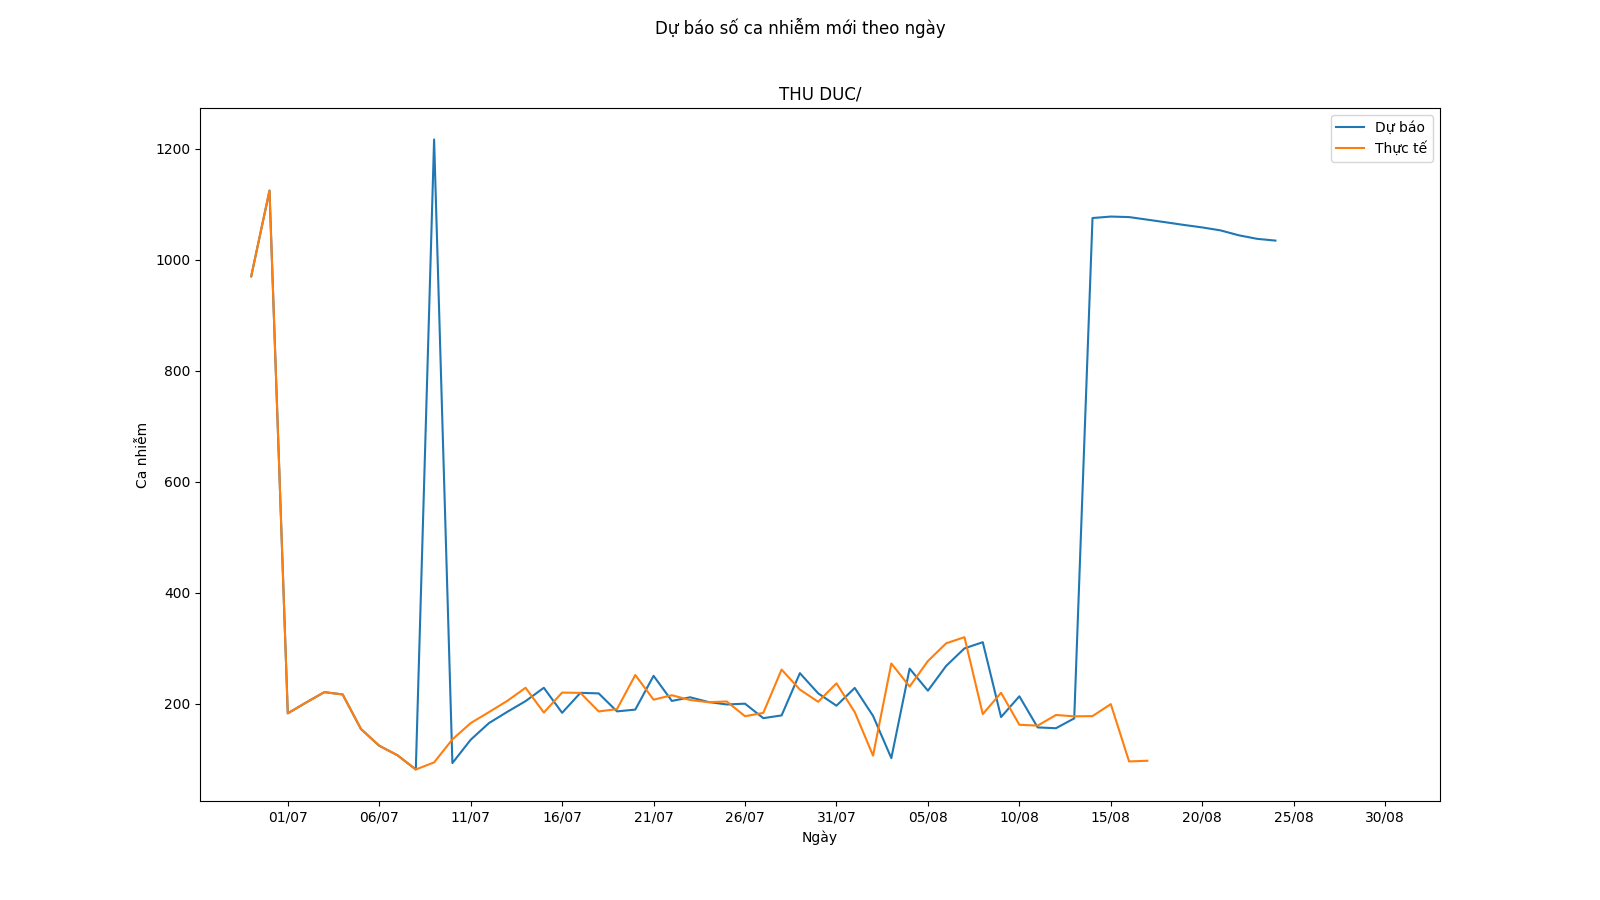 Dự báo số ca nhiễm mới theo ngày
THU DUC/
Dự báo
Thực tế
1200
1000
800
600
400
200
Ca nhiễm
01/07 06/07 11/07 16/07 21/07 26/07 31/07 05/08 10/08 15/08 20/08 25/08 30/08
Ngày